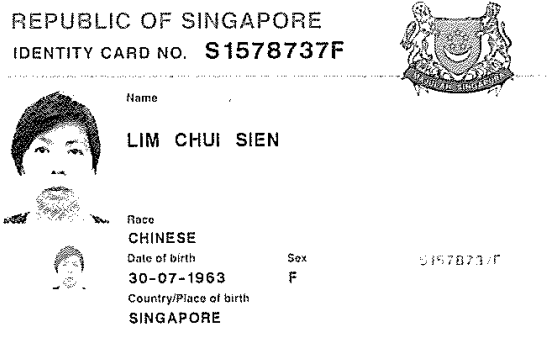 REPUBLIC OF SINGAPORE
IDENTITY CARD NO. S1578737F
Name
LIM CHUI SIEN
Race
CHINESE
Date of birth Sex
30-07-1963 F
S1578737F
Country/Place of birth
SINGAPORE